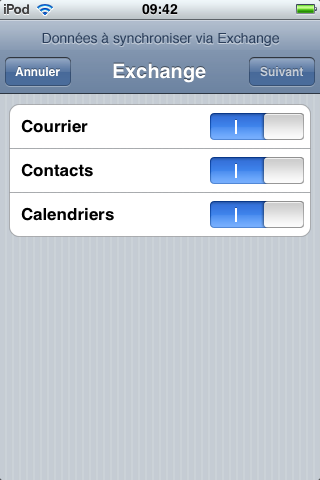 iPod 09:42
Données à synchroniser via Exchange
Annuler Exchange Suivant
Courrier
Contacts
Calendriers